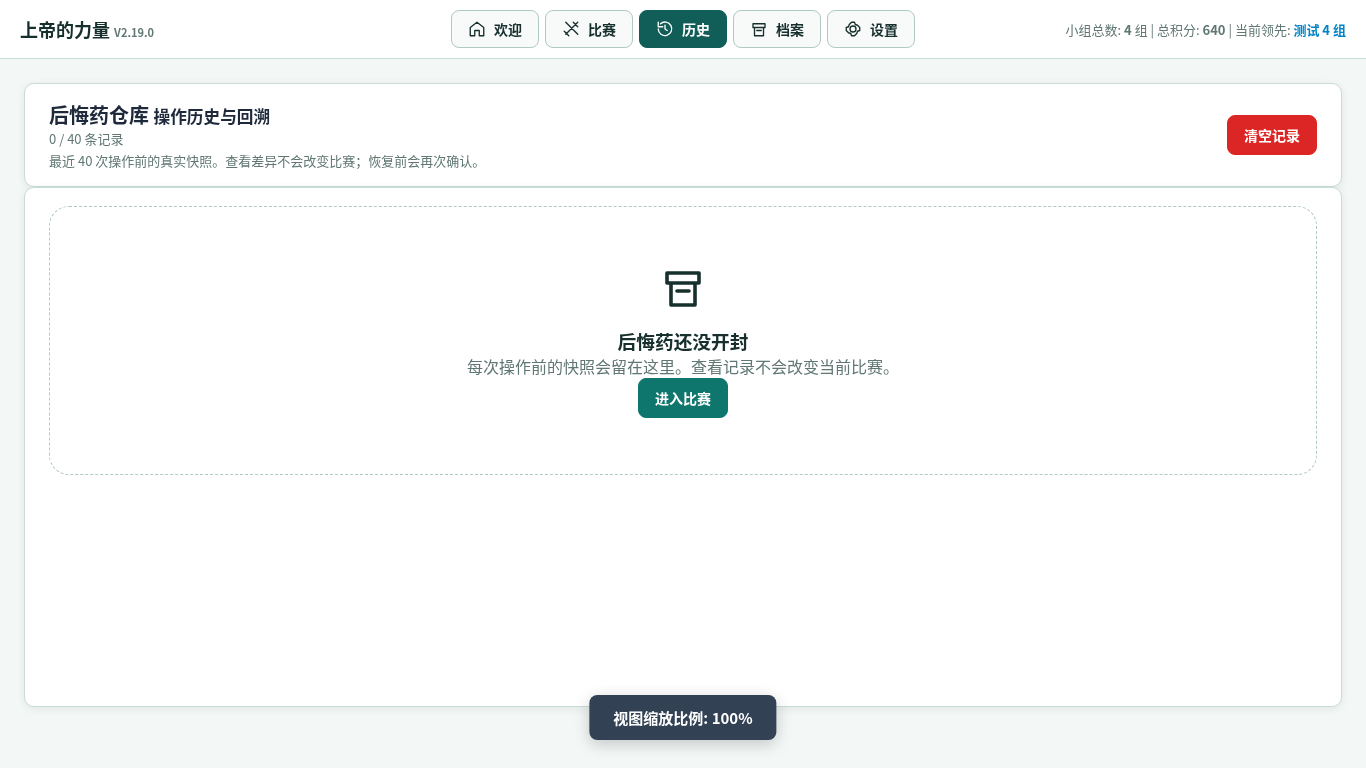 上帝的力量 V2.19.0
欢迎
比赛
历史
档案
设置
小组总数: 4 组 | 总积分: 640 | 当前领先: 测试 4 组
后悔药仓库 操作历史与回溯
0 / 40 条记录
最近 40 次操作前的真实快照。查看差异不会改变比赛；恢复前会再次确认。
清空记录
后悔药还没开封
每次操作前的快照会留在这里。查看记录不会改变当前比赛。
进入比赛
视图缩放比例: 100%